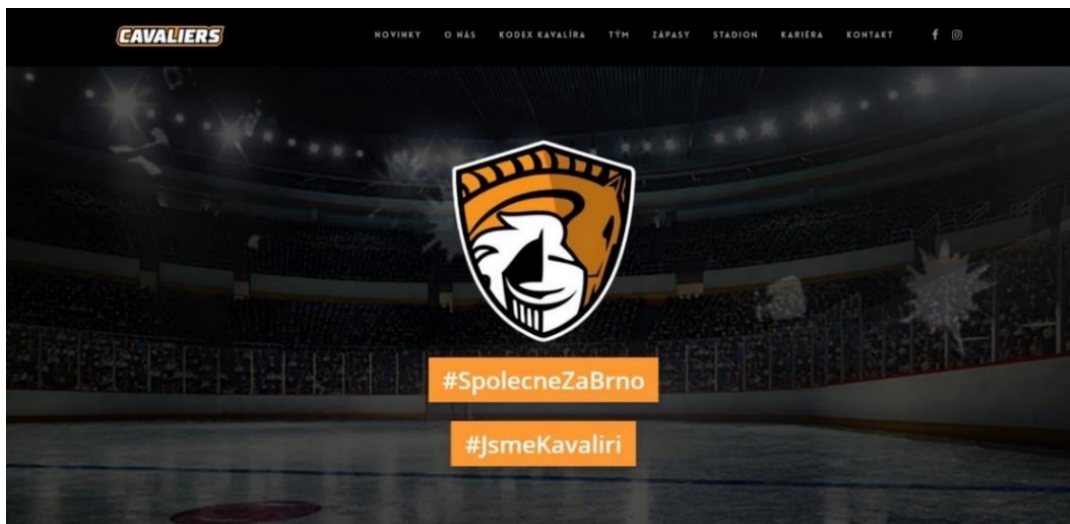 CAVALIERS
NOVINKY O NÁS KODEX KAVALÍRA TÝM ZÁPASY STADION KARIÉRA KONTAKT
#SpolecneZaBrno
#JsmeKavaliri